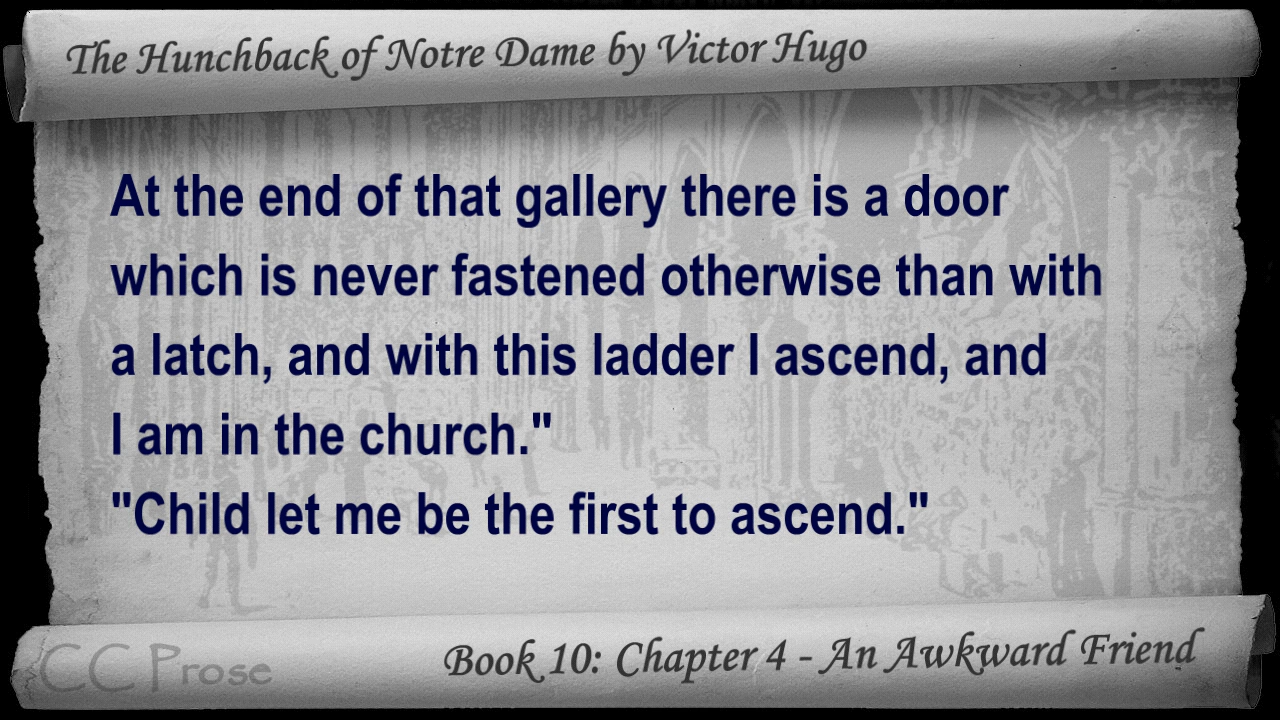 The Hunchback of Notre Dame by Victor Hugo
At the end of that gallery there is a door
which is never fastened otherwise than with
a latch, and with this ladder I ascend, and
I am in the church."
"Child let me be the first to ascend."
CC Prose
Book 10: Chapter 4 - An Awkward Friend